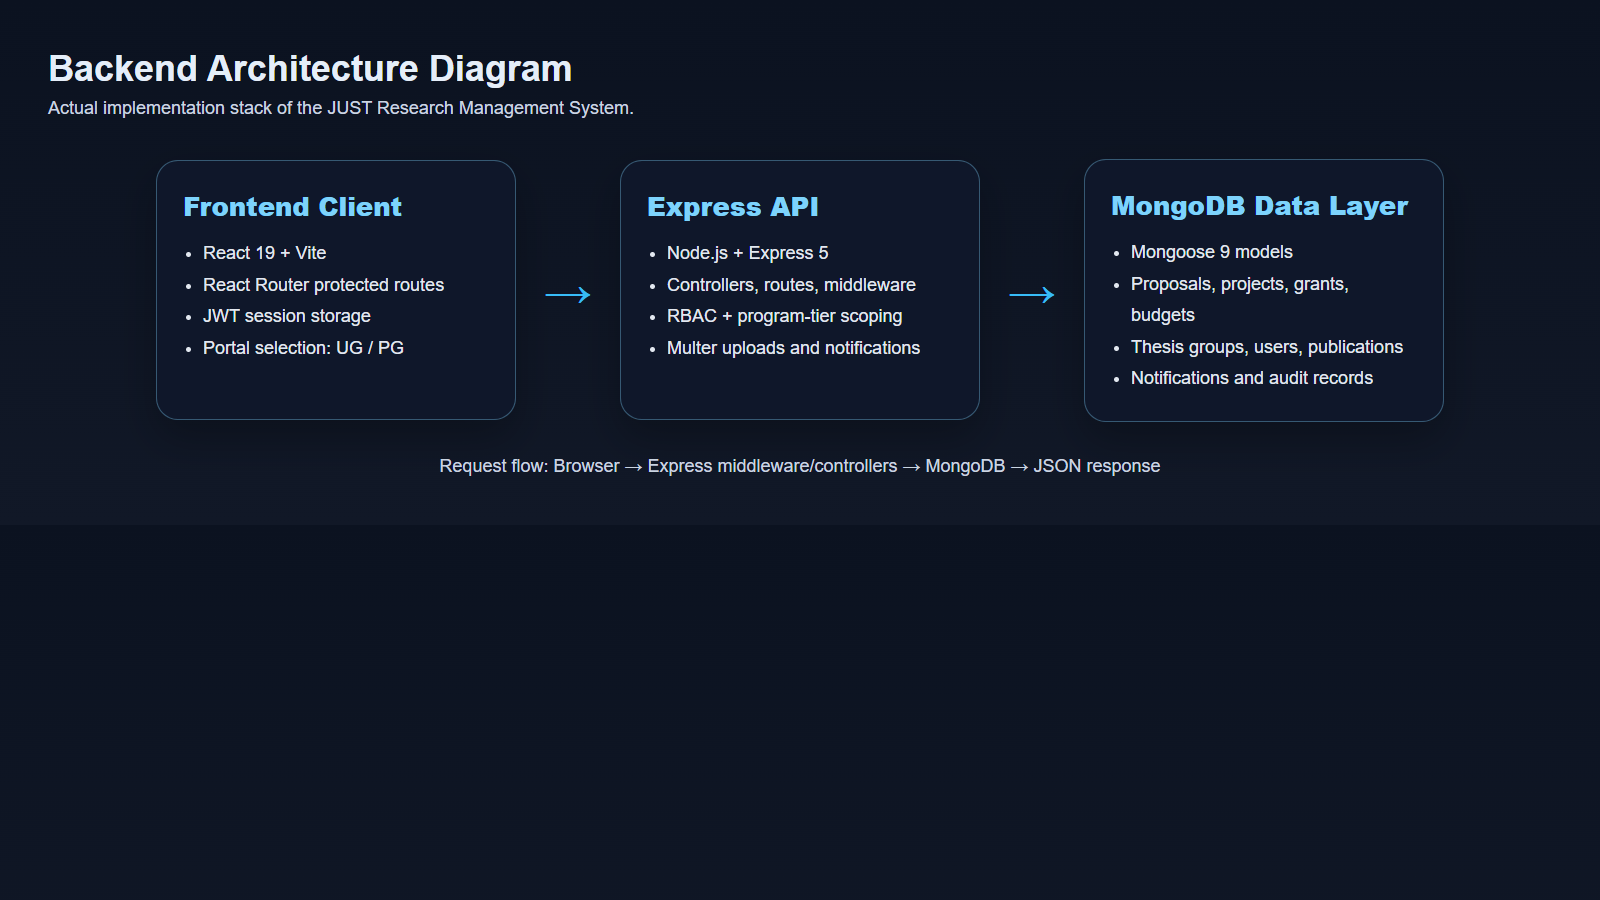 Backend Architecture Diagram
Actual implementation stack of the JUST Research Management System.
Frontend Client
• React 19 + Vite
• React Router protected routes
• JWT session storage
• Portal selection: UG / PG
→
Express API
• Node.js + Express 5
• Controllers, routes, middleware
• RBAC + program-tier scoping
• Multer uploads and notifications
→
MongoDB Data Layer
• Mongoose 9 models
• Proposals, projects, grants,
budgets
• Thesis groups, users, publications
• Notifications and audit records
Request flow: Browser → Express middleware/controllers → MongoDB → JSON response